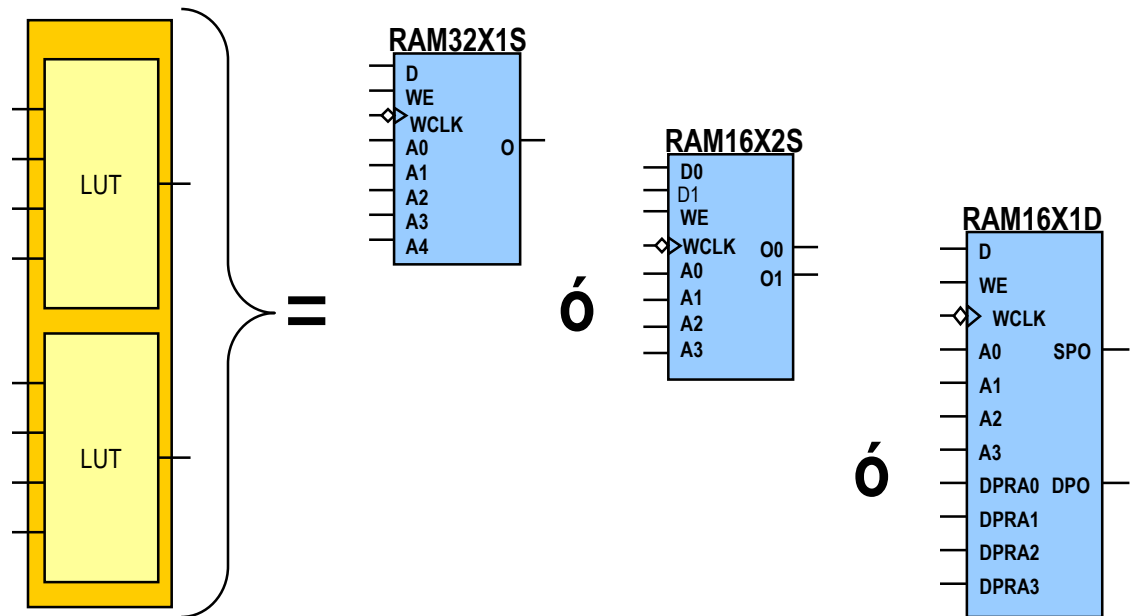 LUT
LUT
=
RAM32X1S
D
WE
WCLK
A0 O
A1
A2
A3
A4
ó
RAM16X2S
D0
D1
WE
WCLK O0
A0 O1
A1
A2
A3
ó
RAM16X1D
D
WE
WCLK
A0 SPO
A1
A2
A3
DPRA0 DPO
DPRA1
DPRA2
DPRA3